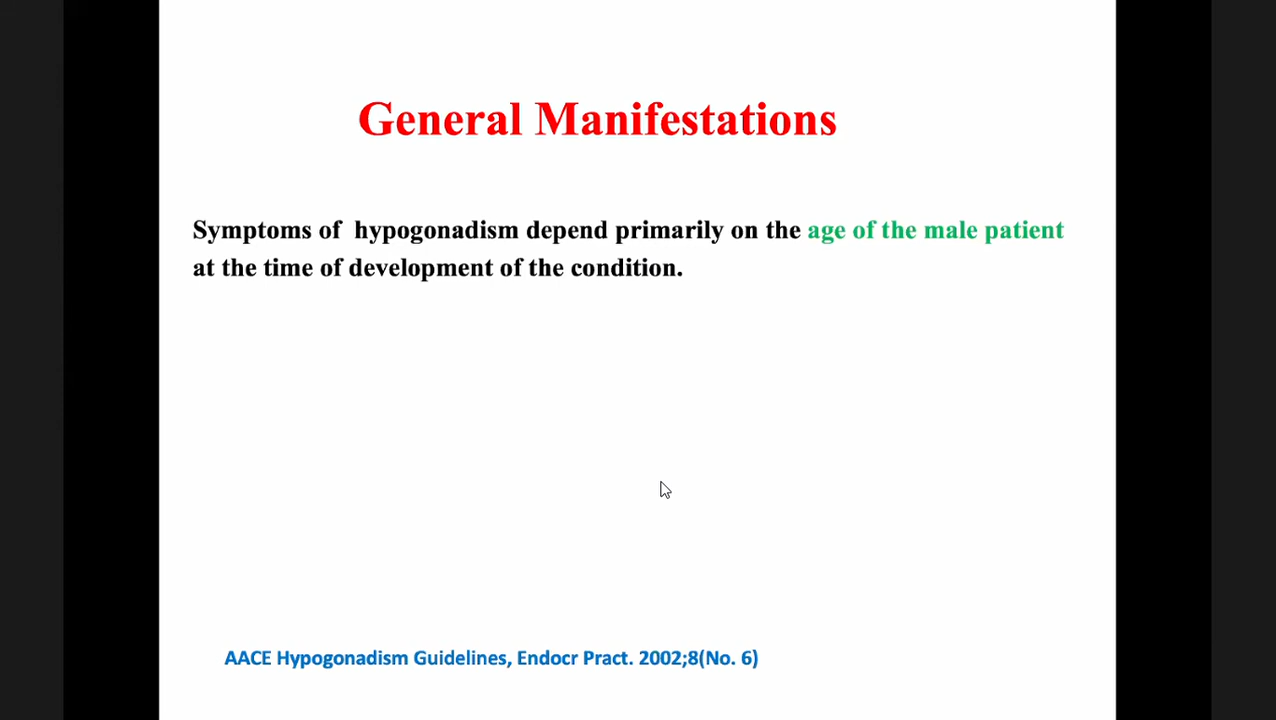 General Manifestations
Symptoms of hypogonadism depend primarily on the age of the male patient
at the time of development of the condition.
AACE Hypogonadism Guidelines, Endocr Pract. 2002;8(No. 6)